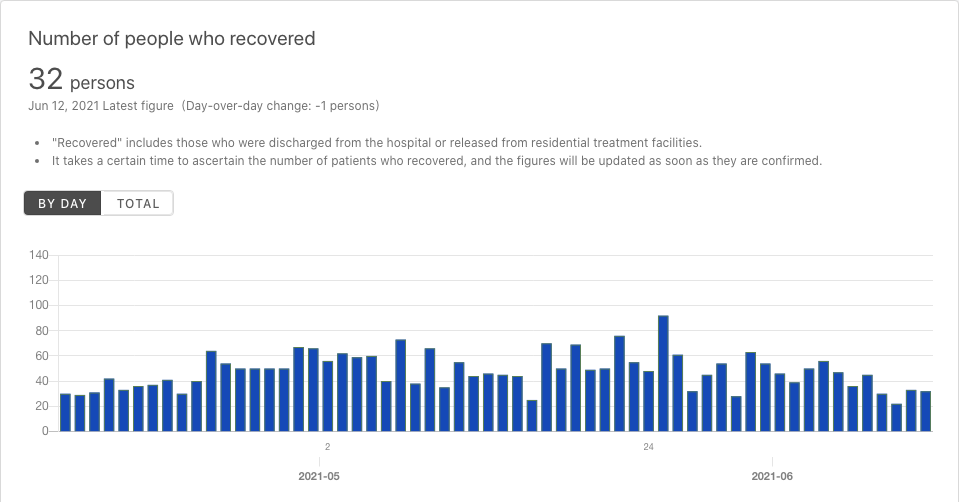 Number of people who recovered
32 persons
Jun 12, 2021 Latest figure (Day-over-day change: -1 persons)
• "Recovered" includes those who were discharged from the hospital or released from residential treatment facilities.
• It takes a certain time to ascertain the number of patients who recovered, and the figures will be updated as soon as they are confirmed.
BY DAY TOTAL
140
120
100
80
60
40
20
0
2 24
2021-05 2021-06